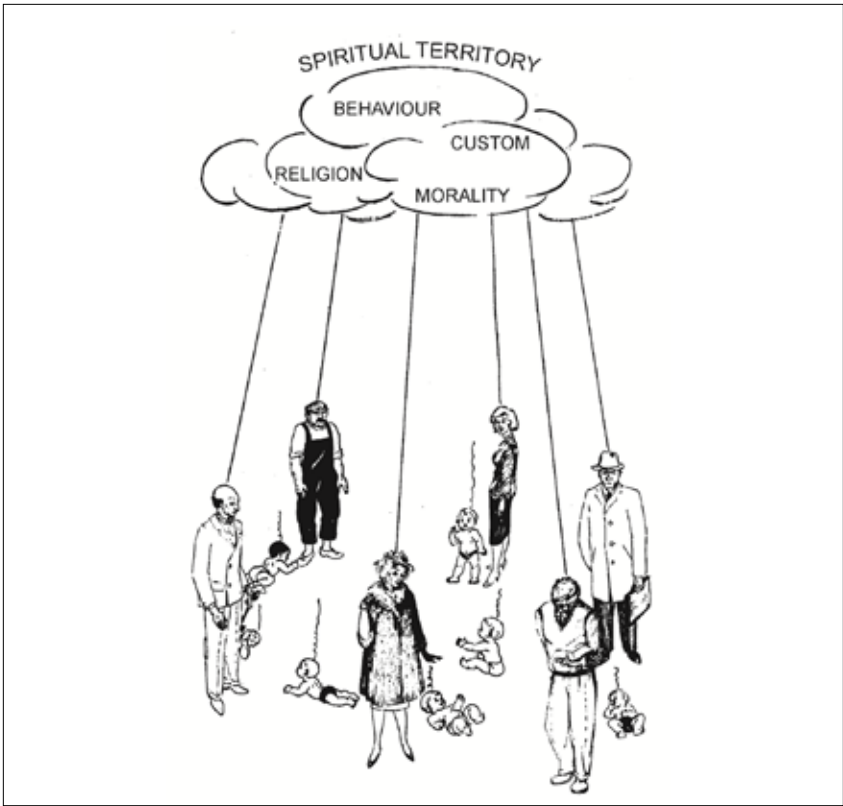 SPIRITUAL TERRITORY
BEHAVIOUR
CUSTOM
RELIGION
MORALITY